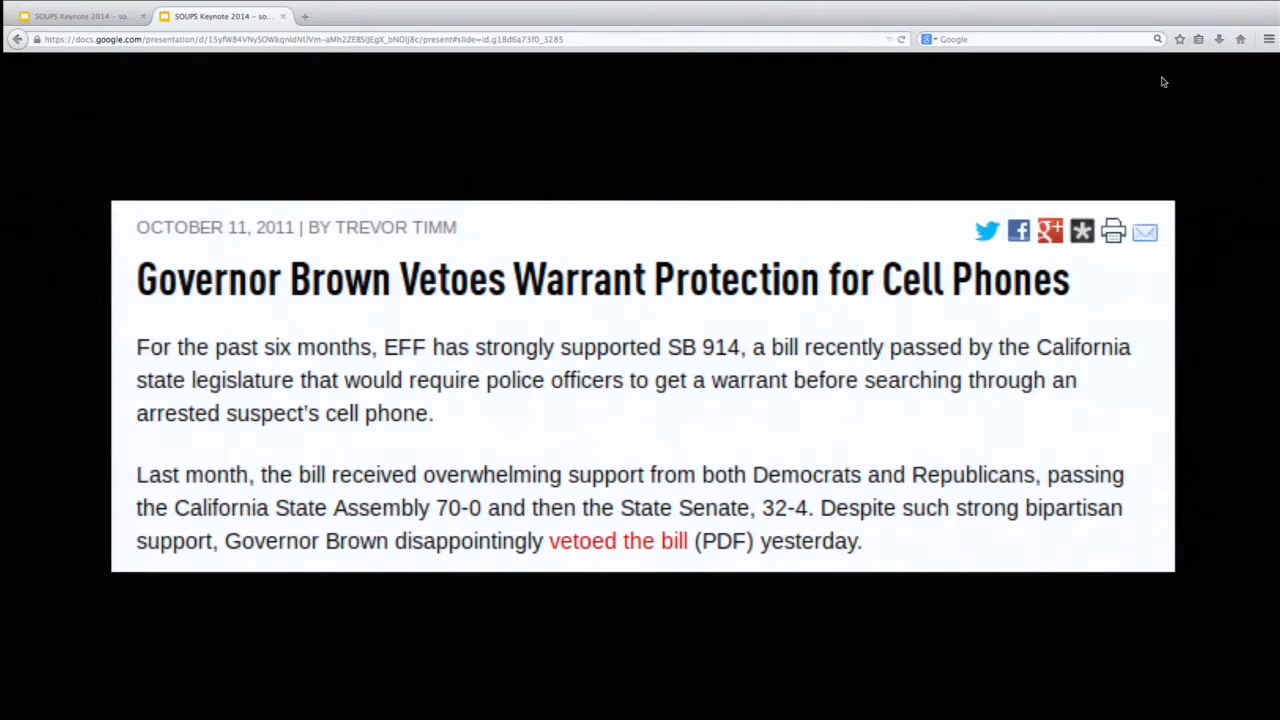 SOUPS Keynote 2014 – so...
SOUPS Keynote 2014 – so...
Google
OCTOBER 11, 2011 | BY TREVOR TIMM
Governor Brown Vetoes Warrant Protection for Cell Phones
For the past six months, EFF has strongly supported SB 914, a bill recently passed by the California
state legislature that would require police officers to get a warrant before searching through an
arrested suspect’s cell phone.
Last month, the bill received overwhelming support from both Democrats and Republicans, passing
the California State Assembly 70-0 and then the State Senate, 32-4. Despite such strong bipartisan
support, Governor Brown disappointingly vetoed the bill (PDF) yesterday.